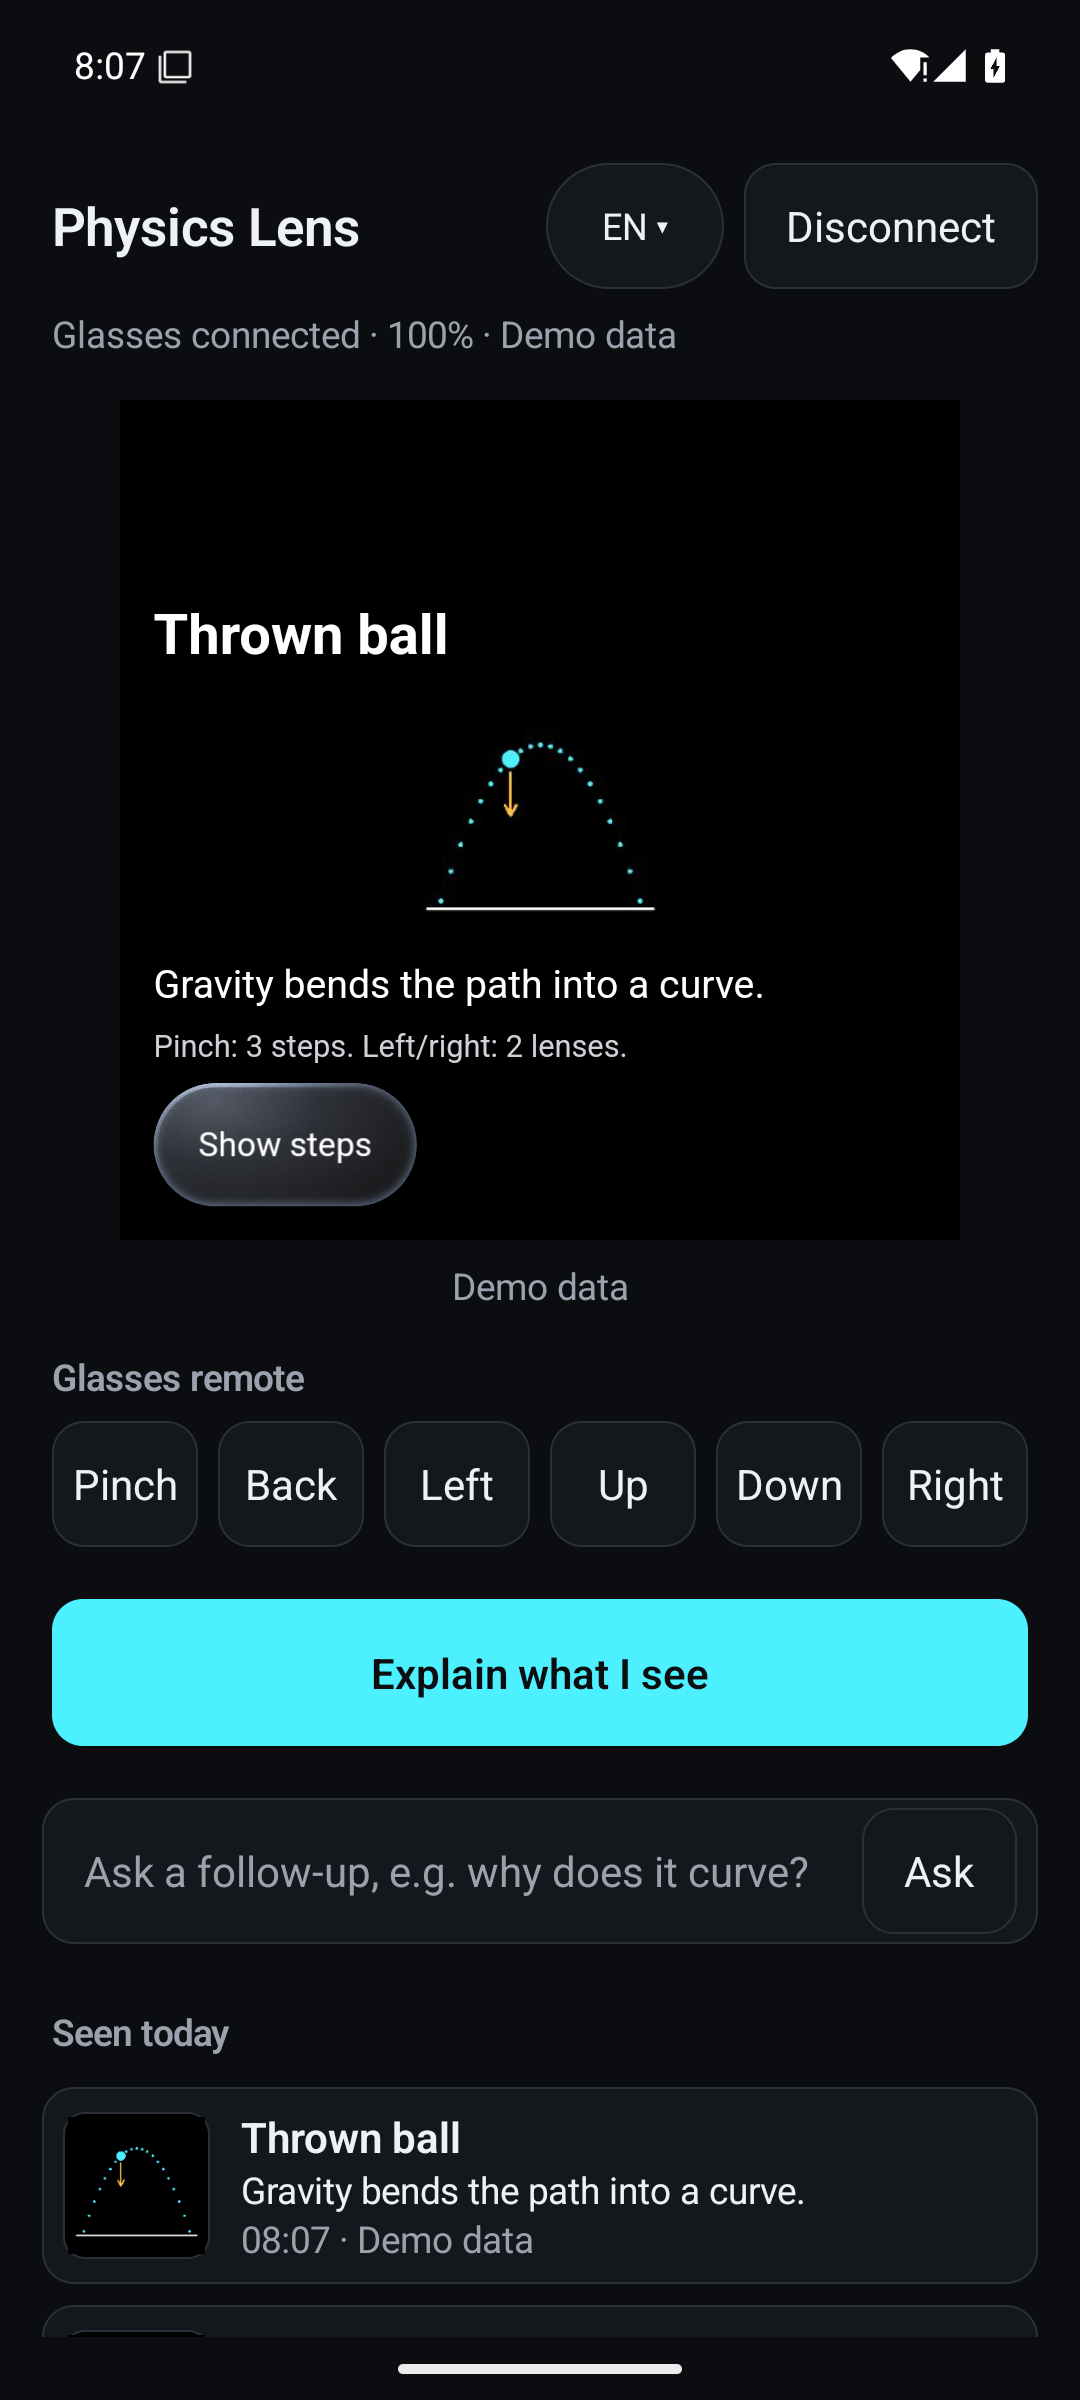 8:07
Physics Lens
EN ▾
Disconnect
Glasses connected · 100% · Demo data
Thrown ball
Gravity bends the path into a curve.
Pinch: 3 steps. Left/right: 2 lenses.
Show steps
Demo data
Glasses remote
Pinch
Back
Left
Up
Down
Right
Explain what I see
Ask a follow-up, e.g. why does it curve?
Ask
Seen today
Thrown ball
Gravity bends the path into a curve.
08:07 · Demo data